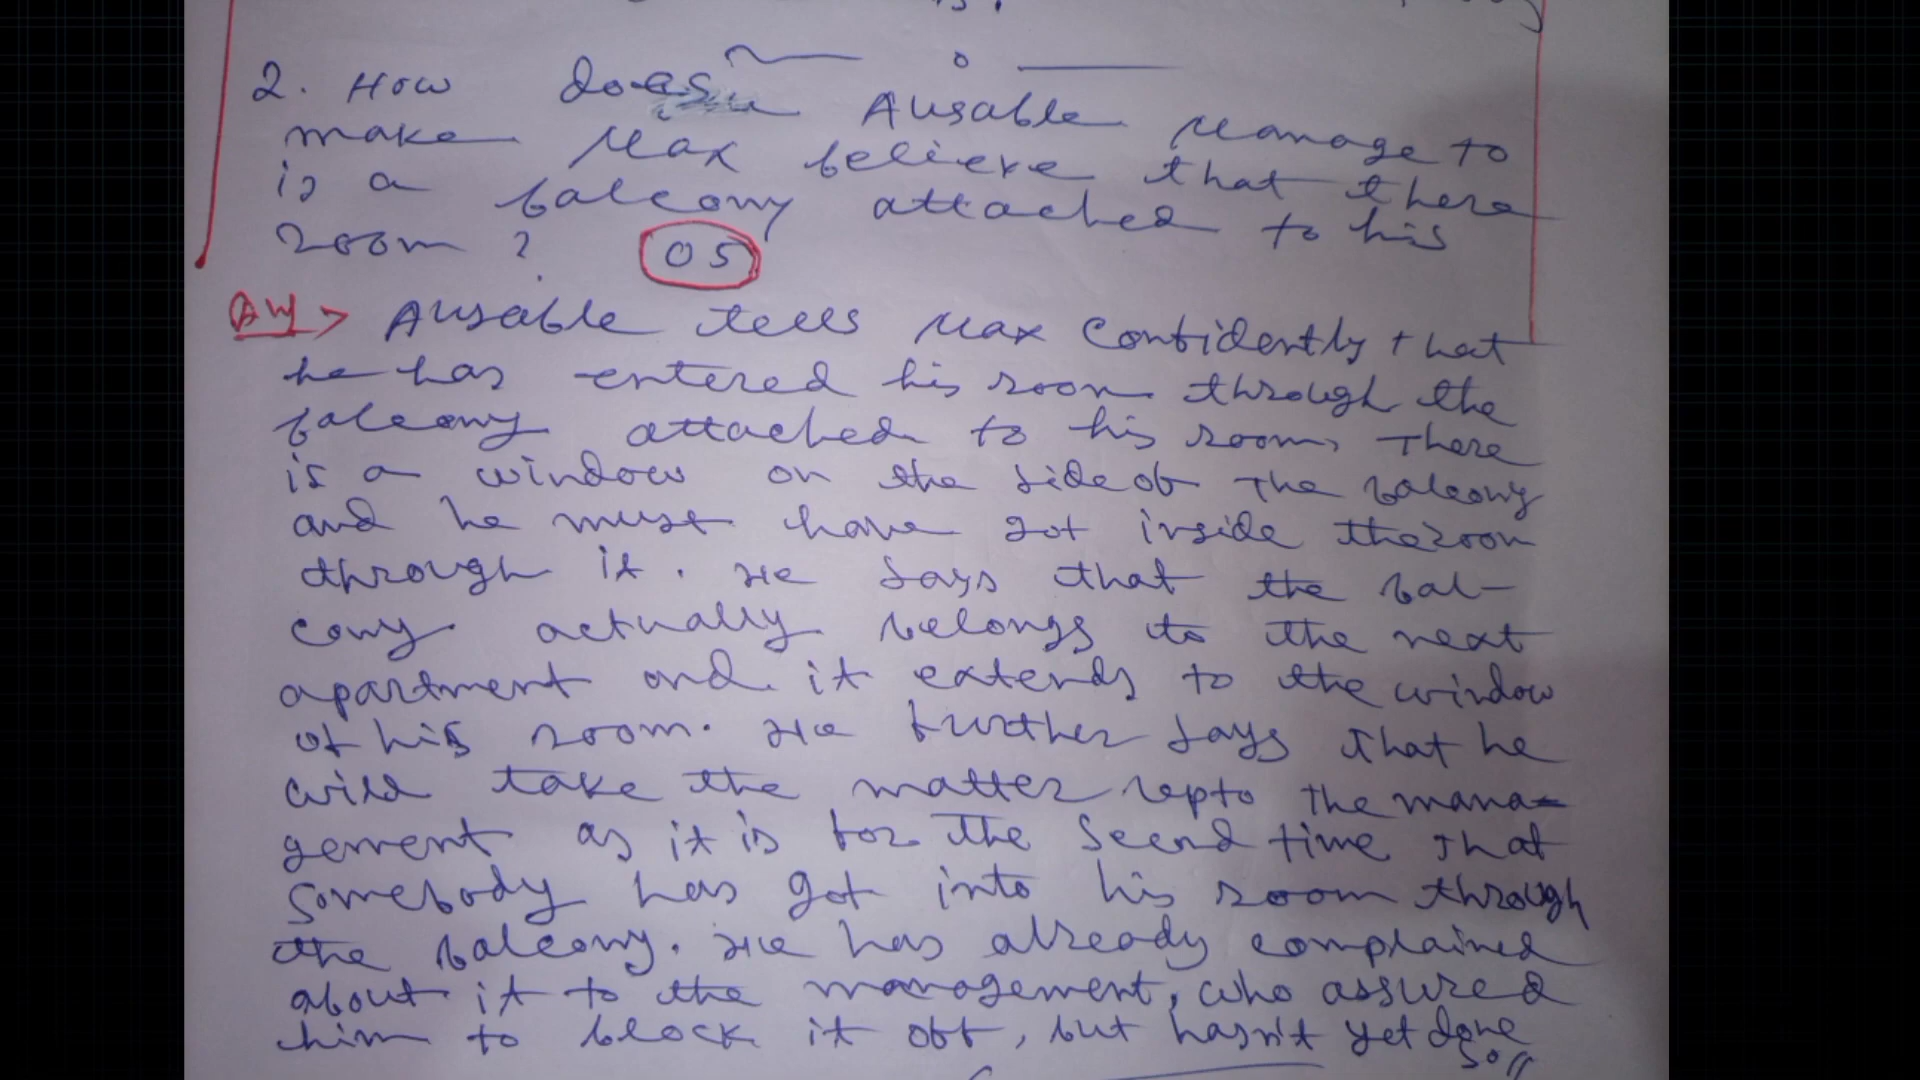 2. How does Ausable manage to
make Max believe that there
is a balcony attached to his
room ? 05
Ans> Ausable tells Max Confidently that
he has entered his room through the
balcony attached to his room, There
is a window on the side of The balcony
and he must have got inside the room
through it. He says that the bal-
cony actually belongs to the next
apartment and it extends to the window
of his room. He further says that he
will take the matter upto The mana-
gement as it is for The Second time That
Somebody has got into his room through
the balcony. He has already complained
about it to the management, who assured
him to block it off, but hasn't yet done
so//